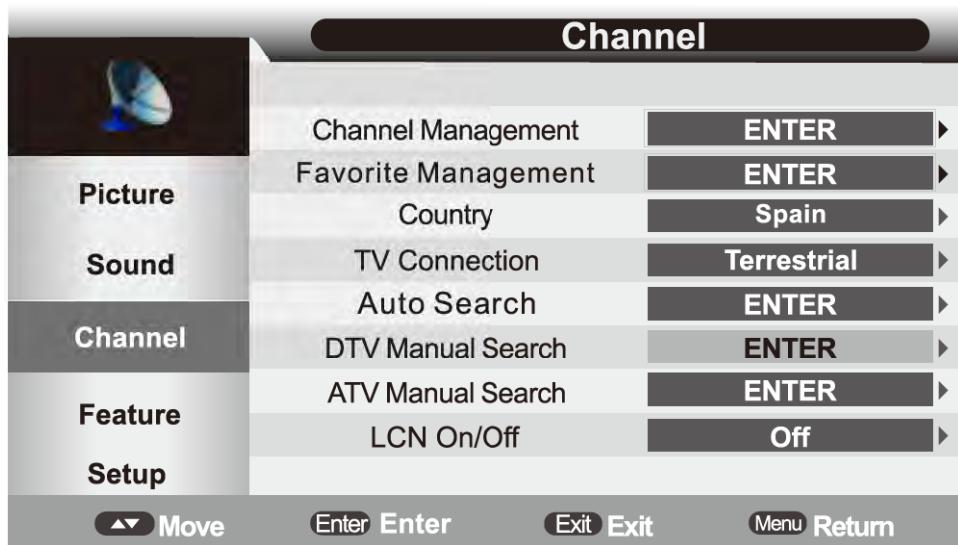 Channel
Picture
Sound
Channel
Feature
Setup
Channel Management ENTER
Favorite Management ENTER
Country Spain
TV Connection Terrestrial
Auto Search ENTER
DTV Manual Search ENTER
ATV Manual Search ENTER
LCN On/Off Off
Move Enter Enter Exit Exit Menu Return